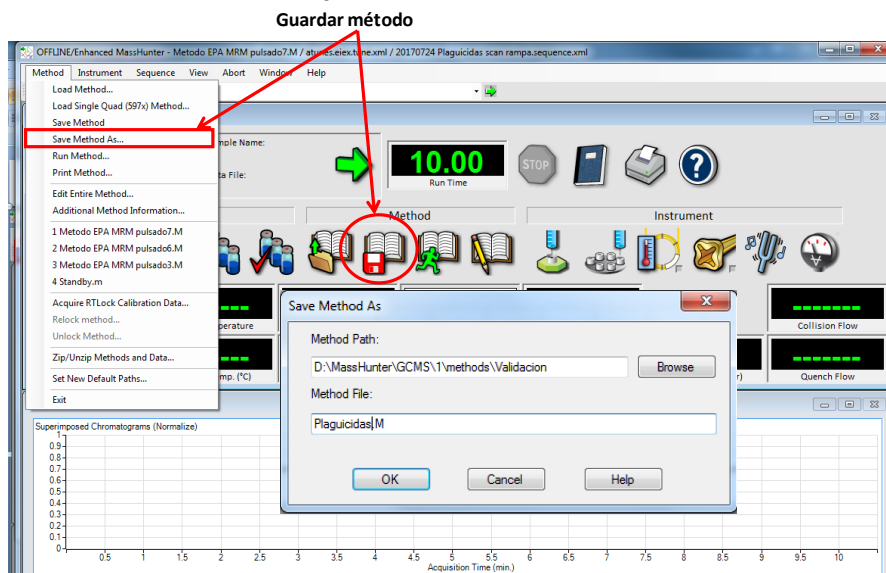 Guardar método
OFFLINE/Enhanced MassHunter - Metodo EPA MRM pulsado7.M / atunes.eiex.tune.xml / 20170724 Plaguicidas scan rampa.sequence.xml
Method Instrument Sequence View Abort Window Help
Load Method...
Load Single Quad (597x) Method...
Save Method
Save Method As...
Run Method...
Print Method...
Edit Entire Method...
Additional Method Information...
1 Metodo EPA MRM pulsado7.M
2 Metodo EPA MRM pulsado6.M
3 Metodo EPA MRM pulsado3.M
4 Standby.m
Acquire RTLock Calibration Data...
Relock method...
Unlock Method...
Zip/Unzip Methods and Data...
Set New Default Paths...
Exit
mple Name:
ta File:
10.00
Run Time
STOP
Method
Instrument
perature
mp. (°C)
Collision Flow
Quench Flow
Save Method As
Method Path:
D:\MassHunter\GCMS\1\methods\Validacion
Browse
Method File:
Plaguicidas.M
OK Cancel Help
Superimposed Chromatograms (Normalize)
1
0.9
0.8
0.7
0.6
0.5
0.4
0.3
0.2
0.1
0
0.5 1 1.5 2 2.5 3 3.5 4 4.5 5 5.5 6 6.5 7 7.5 8 8.5 9 9.5 10
Acquisition Time (min.)